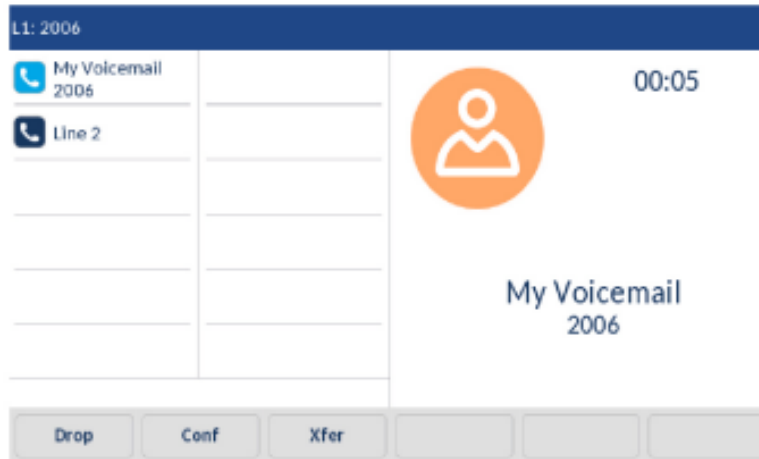 L1: 2006
My Voicemail
2006
Line 2
00:05
My Voicemail
2006
Drop
Conf
Xfer